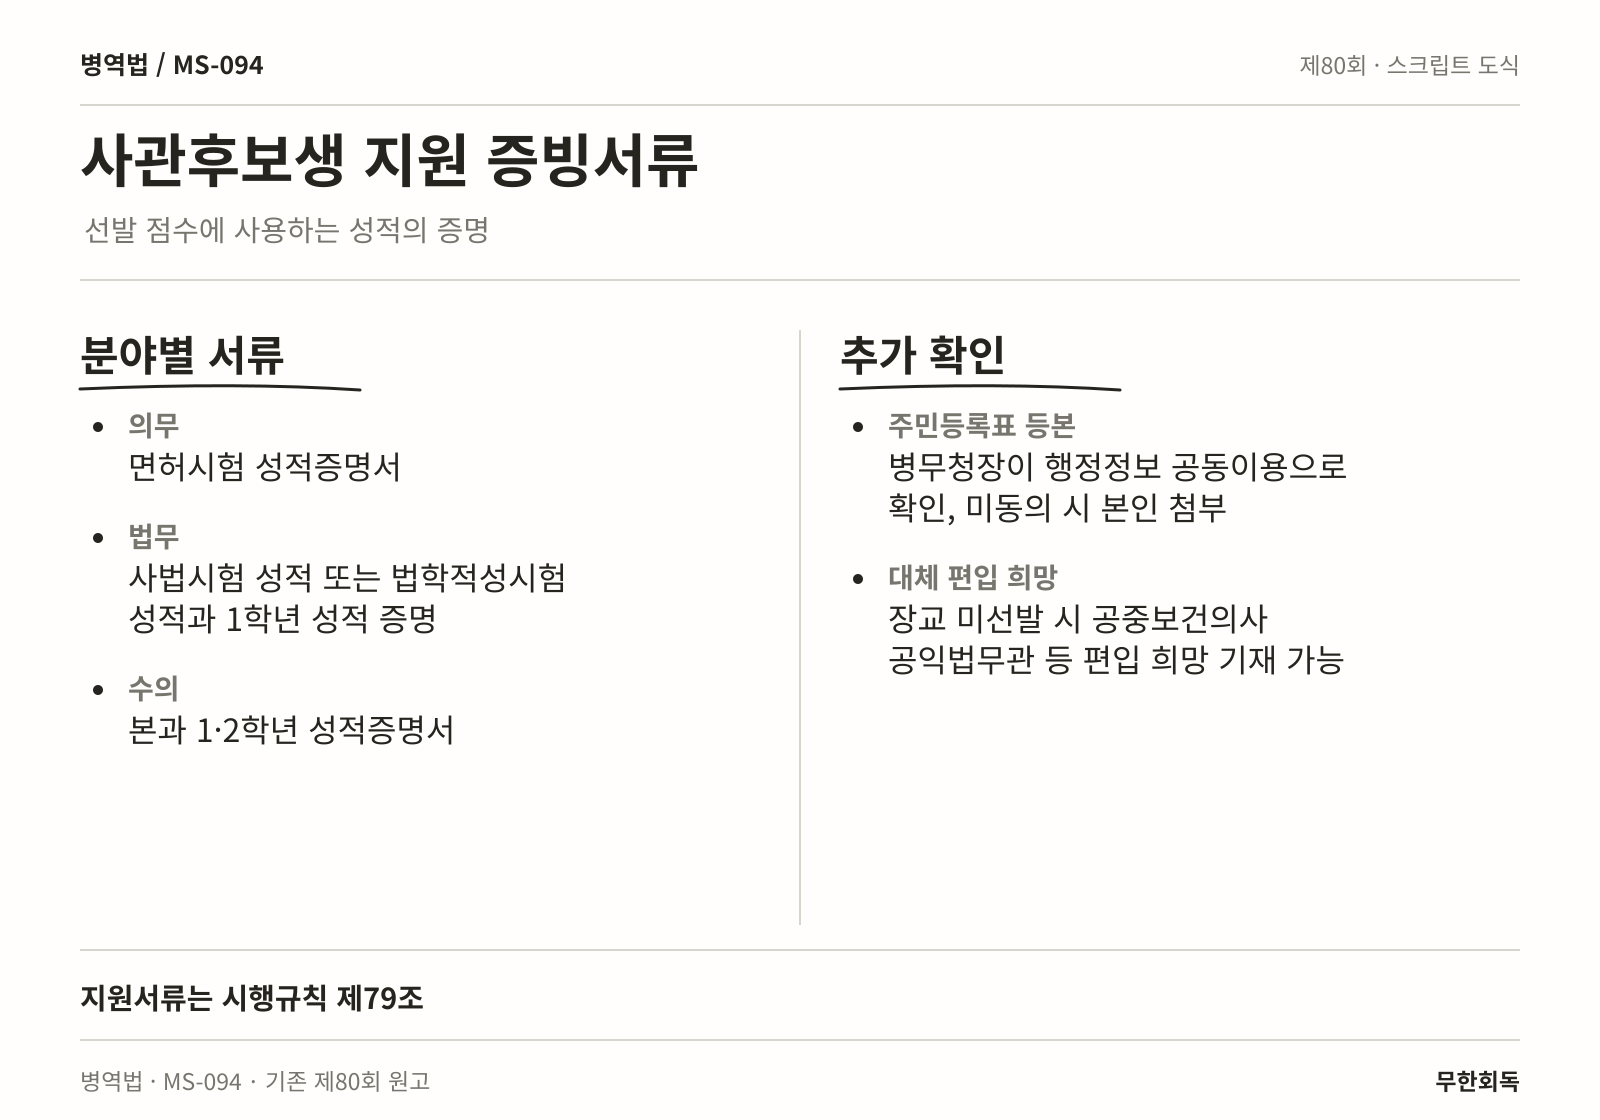 병역법 / MS-094
제80회 · 스크립트 도식
사관후보생 지원 증빙서류
선발 점수에 사용하는 성적의 증명
분야별 서류
• 의무
면허시험 성적증명서
• 법무
사법시험 성적 또는 법학적성시험
성적과 1학년 성적 증명
• 수의
본과 1·2학년 성적증명서
추가 확인
• 주민등록표 등본
병무청장이 행정정보 공동이용으로
확인, 미동의 시 본인 첨부
• 대체 편입 희망
장교 미선발 시 공중보건의사
공익법무관 등 편입 희망 기재 가능
지원서류는 시행규칙 제79조
병역법 · MS-094 · 기존 제80회 원고
무한회독